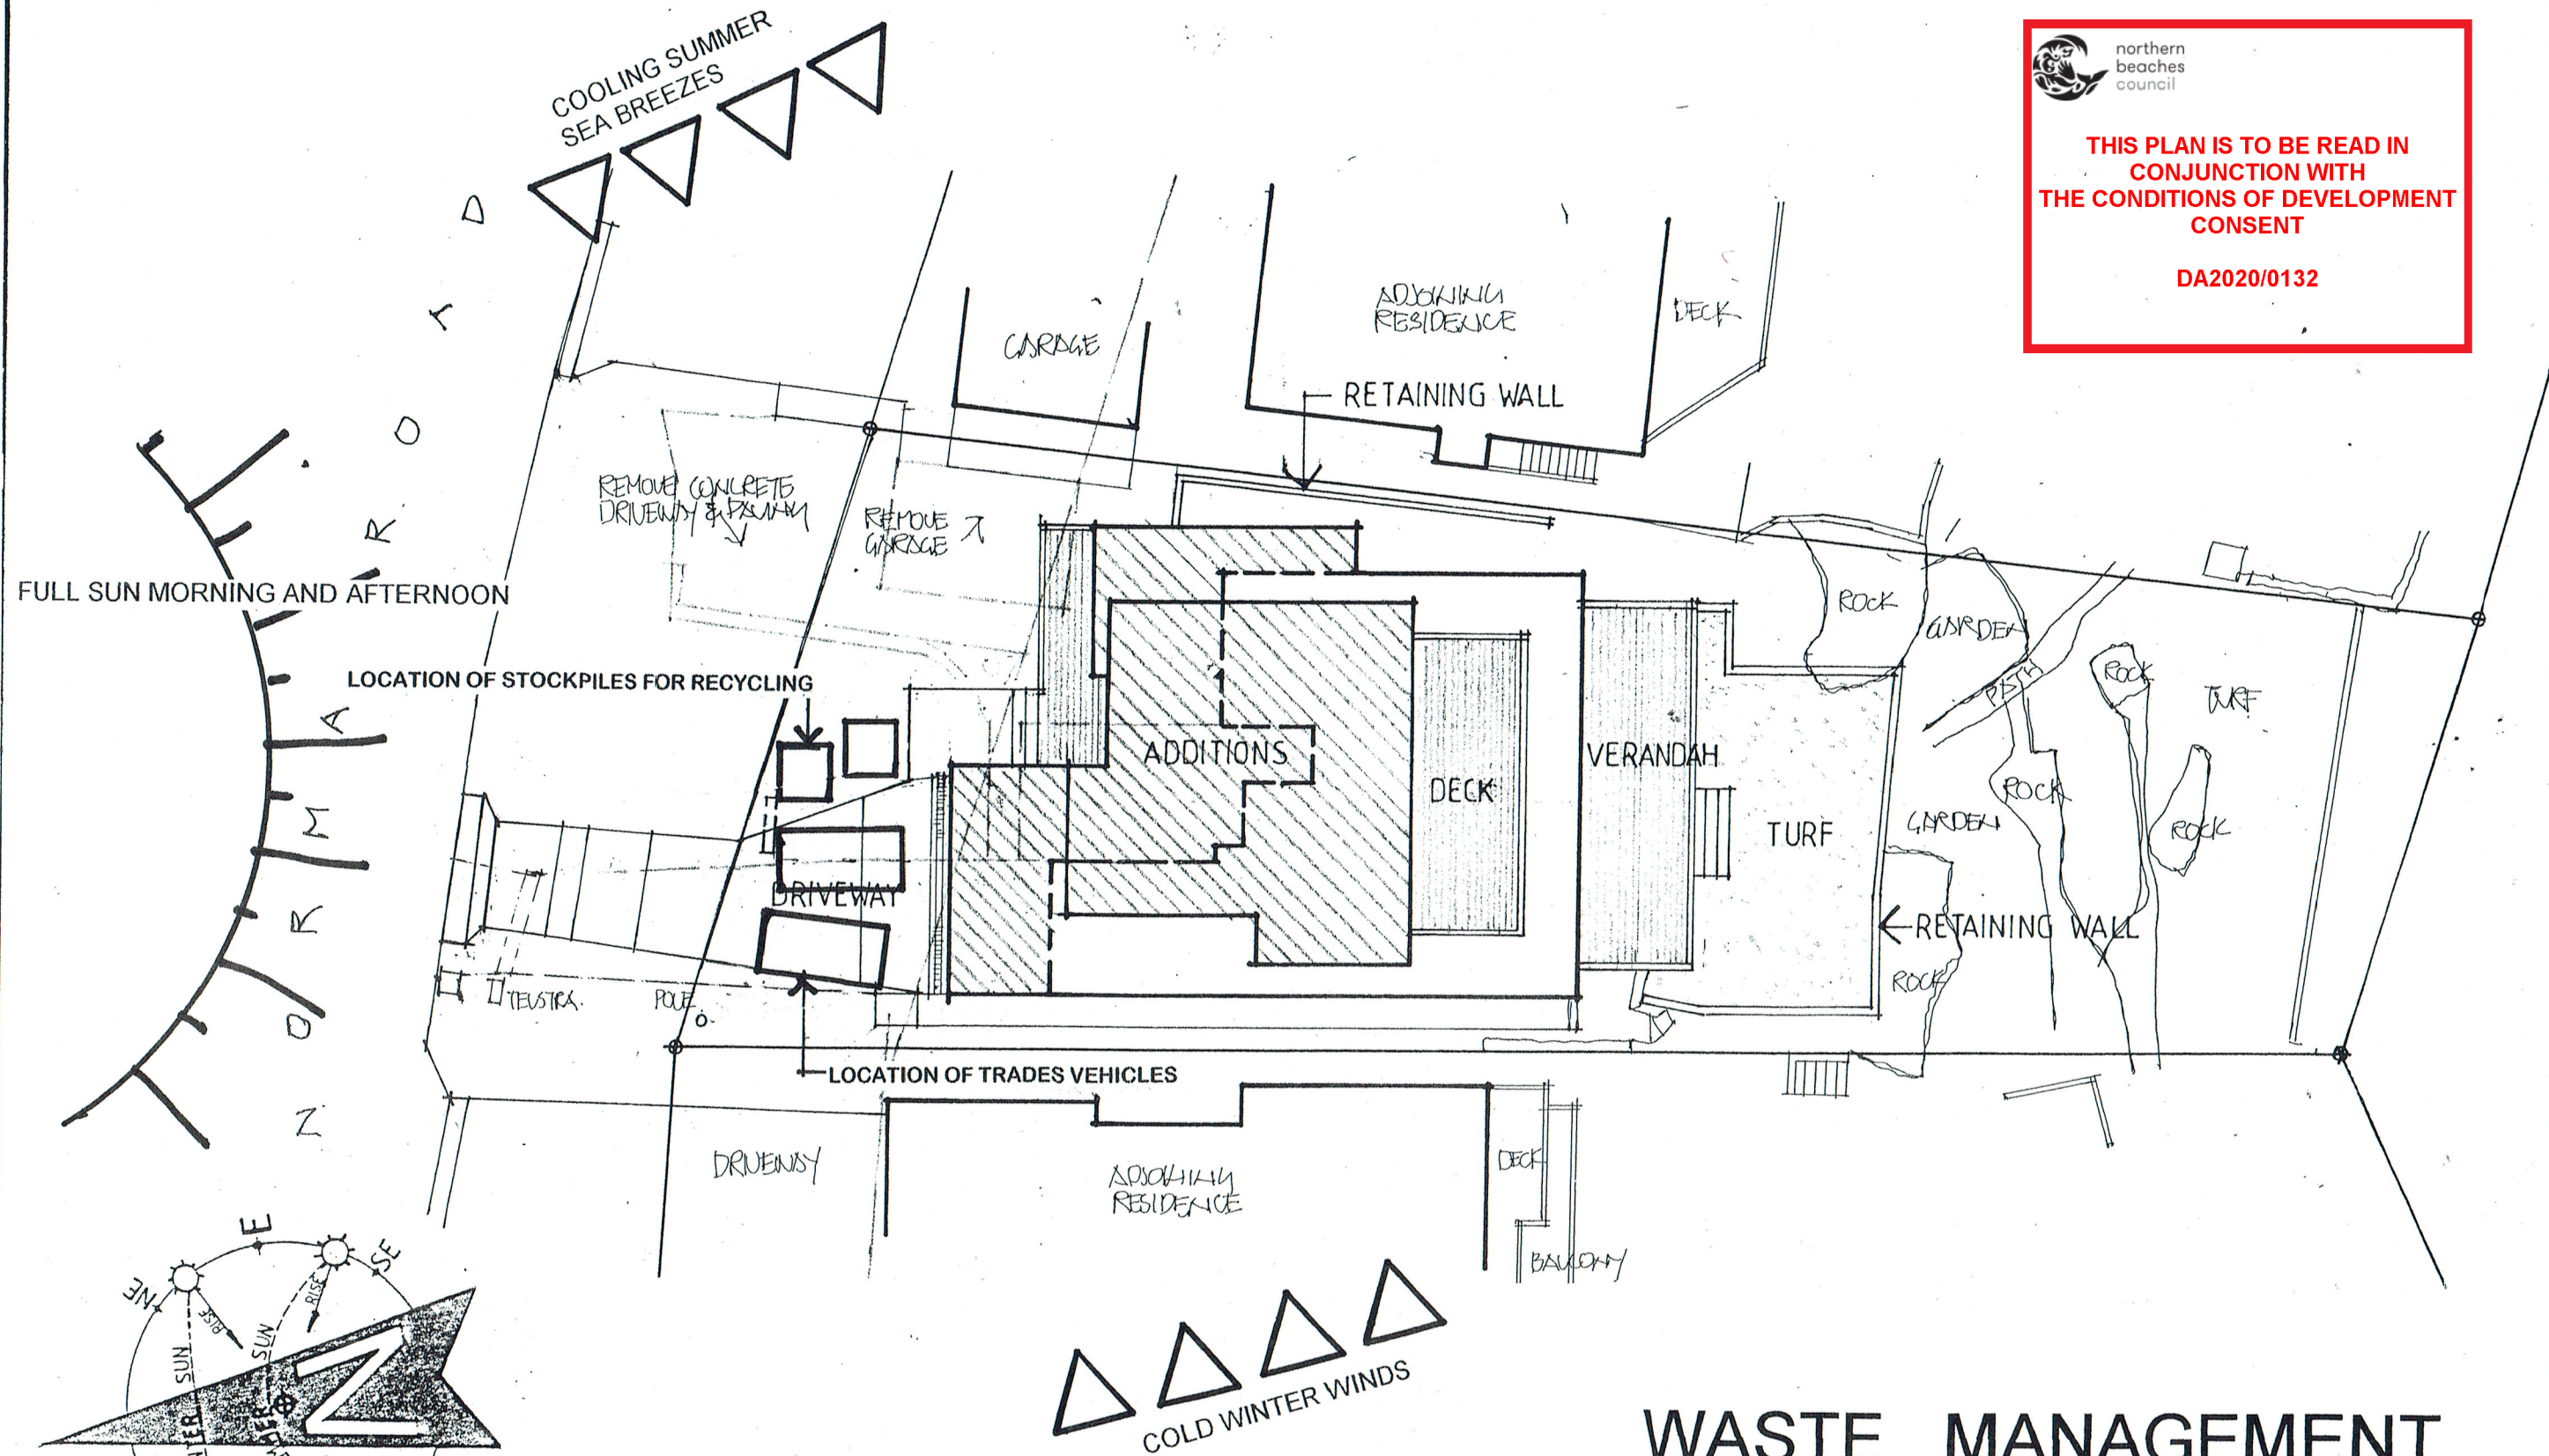 COOLING SUMMER
SEA BREEZES
northern
beaches
council
THIS PLAN IS TO BE READ IN
CONJUNCTION WITH
THE CONDITIONS OF DEVELOPMENT
CONSENT
DA2020/0132
GARAGE
ADJOINING
RESIDENCE
DECK
RETAINING WALL
REMOVE CONCRETE
DRIVEWAY & PAVING
REMOVE
GARAGE
FULL SUN MORNING AND AFTERNOON
LOCATION OF STOCKPILES FOR RECYCLING
NORMA ROAD
ADDITIONS
DECK
VERANDAH
TURF
ROCK
GARDEN
PATH
ROCK
TURF
ROCK
GARDEN
ROCK
DRIVEWAY
RETAINING WALL
ROCK
TELSTRA.
POLE
LOCATION OF TRADES VEHICLES
DRIVEWAY
ADJOINING
RESIDENCE
DECK
BALCONY
COLD WINTER WINDS
NE
E
SE
RISE
RISE
SUN
SUN
N
WASTE MANAGEMENT